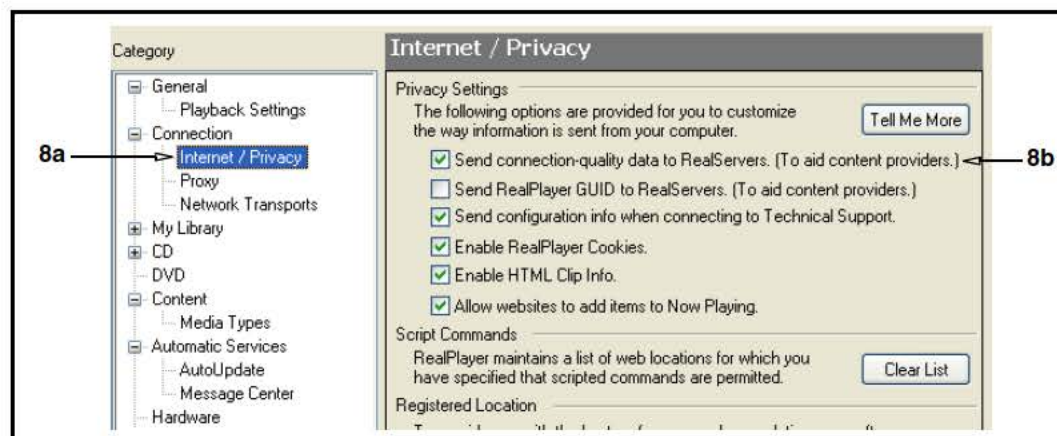 Category
General
Playback Settings
Connection
8a
Internet / Privacy
Proxy
Network Transports
My Library
CD
DVD
Content
Media Types
Automatic Services
AutoUpdate
Message Center
Hardware
Internet / Privacy
Privacy Settings
The following options are provided for you to customize
the way information is sent from your computer.
Tell Me More
Send connection-quality data to RealServers. (To aid content providers.)
8b
Send RealPlayer GUID to RealServers. (To aid content providers.)
Send configuration info when connecting to Technical Support.
Enable RealPlayer Cookies.
Enable HTML Clip Info.
Allow websites to add items to Now Playing.
Script Commands
RealPlayer maintains a list of web locations for which you
have specified that scripted commands are permitted.
Clear List
Registered Location